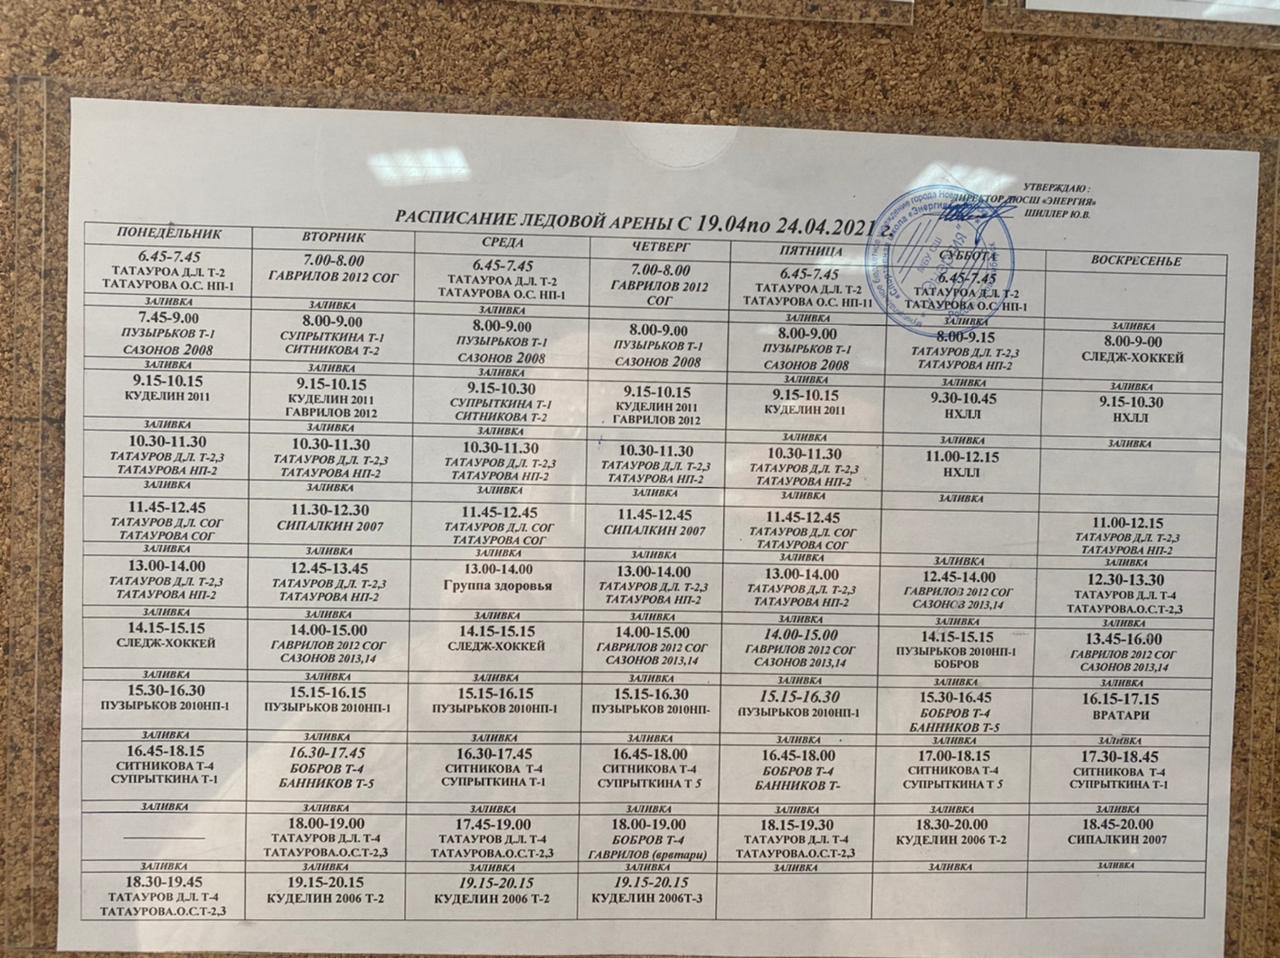 УТВЕРЖДАЮ :
ДИРЕКТОР ДЮСШ «ЭНЕРГИЯ»
ШИЛЛЕР Ю.В.
РАСПИСАНИЕ ЛЕДОВОЙ АРЕНЫ С 19.04по 24.04.2021 г.
ПОНЕДЕЛЬНИК ВТОРНИК СРЕДА ЧЕТВЕРГ ПЯТНИЦА СУББОТА ВОСКРЕСЕНЬЕ
6.45-7.45 7.00-8.00 6.45-7.45 7.00-8.00 6.45-7.45 6.45-7.45
ТАТАУРОА Д.Л. Т-2 ГАВРИЛОВ 2012 СОГ ТАТАУРОА Д.Л. Т-2 ГАВРИЛОВ 2012 ТАТАУРОА Д.Л. Т-2 ТАТАУРОА Д.Л. Т-2
ТАТАУРОВА О.С. НП-1 ТАТАУРОВА О.С. НП-1 СОГ ТАТАУРОВА О.С. НП-11 ТАТАУРОВА О.С. НП-1
ЗАЛИВКА ЗАЛИВКА ЗАЛИВКА ЗАЛИВКА ЗАЛИВКА ЗАЛИВКА
7.45-9.00 8.00-9.00 8.00-9.00 8.00-9.00 8.00-9.00 8.00-9.15 8.00-9-00
ПУЗЫРЬКОВ Т-1 СУПРЫТКИНА Т-1 ПУЗЫРЬКОВ Т-1 ПУЗЫРЬКОВ Т-1 ПУЗЫРЬКОВ Т-1 ТАТАУРОВ Д.Л. Т-2,3 СЛЕДЖ-ХОККЕЙ
САЗОНОВ 2008 СИТНИКОВА Т-2 САЗОНОВ 2008 САЗОНОВ 2008 САЗОНОВ 2008 ТАТАУРОВА НП-2
ЗАЛИВКА ЗАЛИВКА ЗАЛИВКА ЗАЛИВКА ЗАЛИВКА ЗАЛИВКА
9.15-10.15 9.15-10.15 9.15-10.30 9.15-10.15 9.15-10.15 9.30-10.45 9.15-10.30
КУДЕЛИН 2011 КУДЕЛИН 2011 СУПРЫТКИНА Т-1 КУДЕЛИН 2011 КУДЕЛИН 2011 НХЛЛ НХЛЛ
ГАВРИЛОВ 2012 СИТНИКОВА Т-2 ГАВРИЛОВ 2012
ЗАЛИВКА ЗАЛИВКА ЗАЛИВКА ЗАЛИВКА ЗАЛИВКА ЗАЛИВКА
10.30-11.30 10.30-11.30 10.30-11.30 10.30-11.30 10.30-11.30 11.00-12.15
ТАТАУРОВ Д.Л. Т-2,3 ТАТАУРОВ Д.Л. Т-2,3 ТАТАУРОВ Д.Л. Т-2,3 ТАТАУРОВ Д.Л. Т-2,3 ТАТАУРОВ Д.Л. Т-2,3 НХЛЛ
ТАТАУРОВА НП-2 ТАТАУРОВА НП-2 ТАТАУРОВА НП-2 ТАТАУРОВА НП-2 ТАТАУРОВА НП-2
ЗАЛИВКА ЗАЛИВКА ЗАЛИВКА ЗАЛИВКА ЗАЛИВКА ЗАЛИВКА
11.45-12.45 11.30-12.30 11.45-12.45 11.45-12.45 11.45-12.45 11.00-12.15
ТАТАУРОВ Д.Л. СОГ СИПАЛКИН 2007 ТАТАУРОВ Д.Л. СОГ СИПАЛКИН 2007 ТАТАУРОВ Д.Л. СОГ ТАТАУРОВ Д.Л. Т-2,3
ТАТАУРОВА СОГ ТАТАУРОВА СОГ ТАТАУРОВА СОГ ТАТАУРОВА НП-2
ЗАЛИВКА ЗАЛИВКА ЗАЛИВКА ЗАЛИВКА ЗАЛИВКА ЗАЛИВКА ЗАЛИВКА
13.00-14.00 12.45-13.45 13.00-14.00 13.00-14.00 13.00-14.00 12.45-14.00 12.30-13.30
ТАТАУРОВ Д.Л. Т-2,3 ТАТАУРОВ Д.Л. Т-2,3 Группа здоровья ТАТАУРОВ Д.Л. Т-2,3 ТАТАУРОВ Д.Л. Т-2,3 ГАВРИЛОВ 2012 СОГ ТАТАУРОВ Д.Л. Т-4
ТАТАУРОВА НП-2 ТАТАУРОВА НП-2 ТАТАУРОВА НП-2 ТАТАУРОВА НП-2 САЗОНОВ 2013,14 ТАТАУРОВА.О.С.Т-2,3
ЗАЛИВКА ЗАЛИВКА ЗАЛИВКА ЗАЛИВКА ЗАЛИВКА ЗАЛИВКА ЗАЛИВКА
14.15-15.15 14.00-15.00 14.15-15.15 14.00-15.00 14.00-15.00 14.15-15.15 13.45-16.00
СЛЕДЖ-ХОККЕЙ ГАВРИЛОВ 2012 СОГ СЛЕДЖ-ХОККЕЙ ГАВРИЛОВ 2012 СОГ ГАВРИЛОВ 2012 СОГ ПУЗЫРЬКОВ 2010НП-1 ГАВРИЛОВ 2012 СОГ
САЗОНОВ 2013,14 САЗОНОВ 2013,14 САЗОНОВ 2013,14 БОБРОВ САЗОНОВ 2013,14
ЗАЛИВКА ЗАЛИВКА ЗАЛИВКА ЗАЛИВКА ЗАЛИВКА ЗАЛИВКА ЗАЛИВКА
15.30-16.30 15.15-16.15 15.15-16.15 15.15-16.30 15.15-16.30 15.30-16.45 16.15-17.15
ПУЗЫРЬКОВ 2010НП-1 ПУЗЫРЬКОВ 2010НП-1 ПУЗЫРЬКОВ 2010НП-1 ПУЗЫРЬКОВ 2010НП- ПУЗЫРЬКОВ 2010НП-1 БОБРОВ Т-4 ВРАТАРИ
БАННИКОВ Т-5
ЗАЛИВКА ЗАЛИВКА ЗАЛИВКА ЗАЛИВКА ЗАЛИВКА ЗАЛИВКА ЗАЛИВКА
16.45-18.15 16.30-17.45 16.30-17.45 16.45-18.00 16.45-18.00 17.00-18.15 17.30-18.45
СИТНИКОВА Т-4 БОБРОВ Т-4 СИТНИКОВА Т-4 СИТНИКОВА Т-4 БОБРОВ Т-4 СИТНИКОВА Т-4 СИТНИКОВА Т-4
СУПРЫТКИНА Т-1 БАННИКОВ Т-5 СУПРЫТКИНА Т-1 СУПРЫТКИНА Т 5 БАННИКОВ Т- СУПРЫТКИНА Т 5 СУПРЫТКИНА Т-1
ЗАЛИВКА ЗАЛИВКА ЗАЛИВКА ЗАЛИВКА ЗАЛИВКА ЗАЛИВКА ЗАЛИВКА
18.00-19.00 17.45-19.00 18.00-19.00 18.15-19.30 18.30-20.00 18.45-20.00
ТАТАУРОВ Д.Л. Т-4 ТАТАУРОВ Д.Л. Т-4 БОБРОВ Т-4 ТАТАУРОВ Д.Л. Т-4 КУДЕЛИН 2006 Т-2 СИПАЛКИН 2007
ТАТАУРОВА.О.С.Т-2,3 ТАТАУРОВА.О.С.Т-2,3 ГАВРИЛОВ (врвтари) ТАТАУРОВА.О.С.Т-2,3
ЗАЛИВКА ЗАЛИВКА ЗАЛИВКА ЗАЛИВКА ЗАЛИВКА ЗАЛИВКА ЗАЛИВКА
18.30-19.45 19.15-20.15 19.15-20.15 19.15-20.15
ТАТАУРОВ Д.Л. Т-4 КУДЕЛИН 2006 Т-2 КУДЕЛИН 2006 Т-2 КУДЕЛИН 2006Т-3
ТАТАУРОВА.О.С.Т-2,3